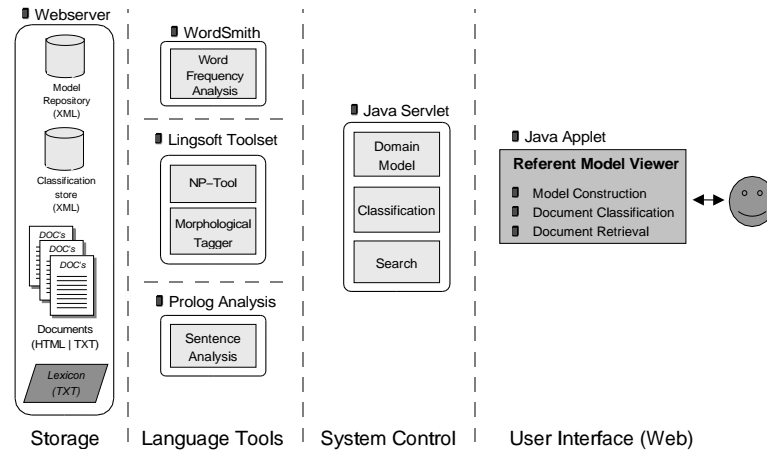 Webserver
Model
Repository
(XML)
Classification
store
(XML)
DOC's
DOC's
DOC's
Documents
(HTML | TXT)
Lexicon
(TXT)
Storage
WordSmith
Word
Frequency
Analysis
Lingsoft Toolset
NP–Tool
Morphological
Tagger
Prolog Analysis
Sentence
Analysis
Language Tools
Java Servlet
Domain
Model
Classification
Search
System Control
Java Applet
Referent Model Viewer
Model Construction
Document Classification
Document Retrieval
User Interface (Web)